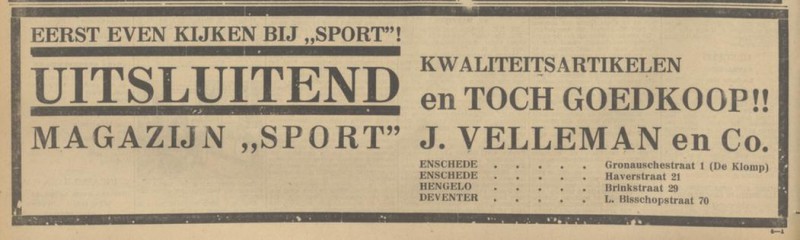 EERST EVEN KIJKEN BIJ „SPORT”!
UITSLUITEND
MAGAZIJN „SPORT”
KWALITEITSARTIKELEN
en TOCH GOEDKOOP!!
J. VELLEMAN en Co.
ENSCHEDE . . . . . Gronauschestraat 1 (De Klomp)
ENSCHEDE . . . . . Haverstraat 21
HENGELO . . . . . Brinkstraat 29
DEVENTER . . . . . L. Bisschopstraat 70